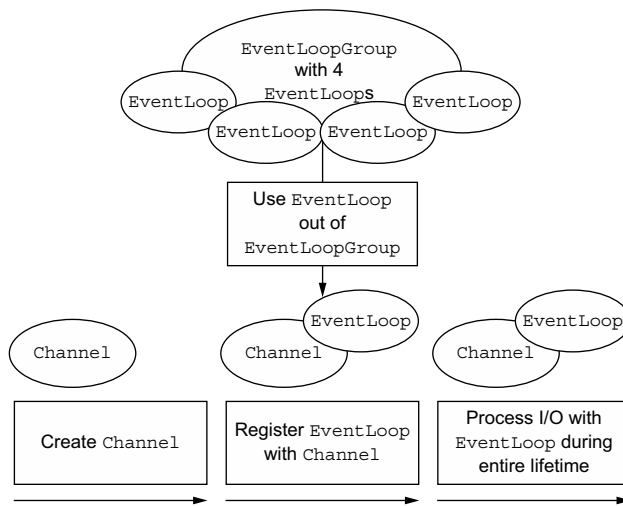 EventLoopGroup
with 4
EventLoops
EventLoop
EventLoop
EventLoop
EventLoop
Use EventLoop
out of
EventLoopGroup
EventLoop
EventLoop
Channel
Channel
Channel
Create Channel
Register EventLoop
with Channel
Process I/O with
EventLoop during
entire lifetime